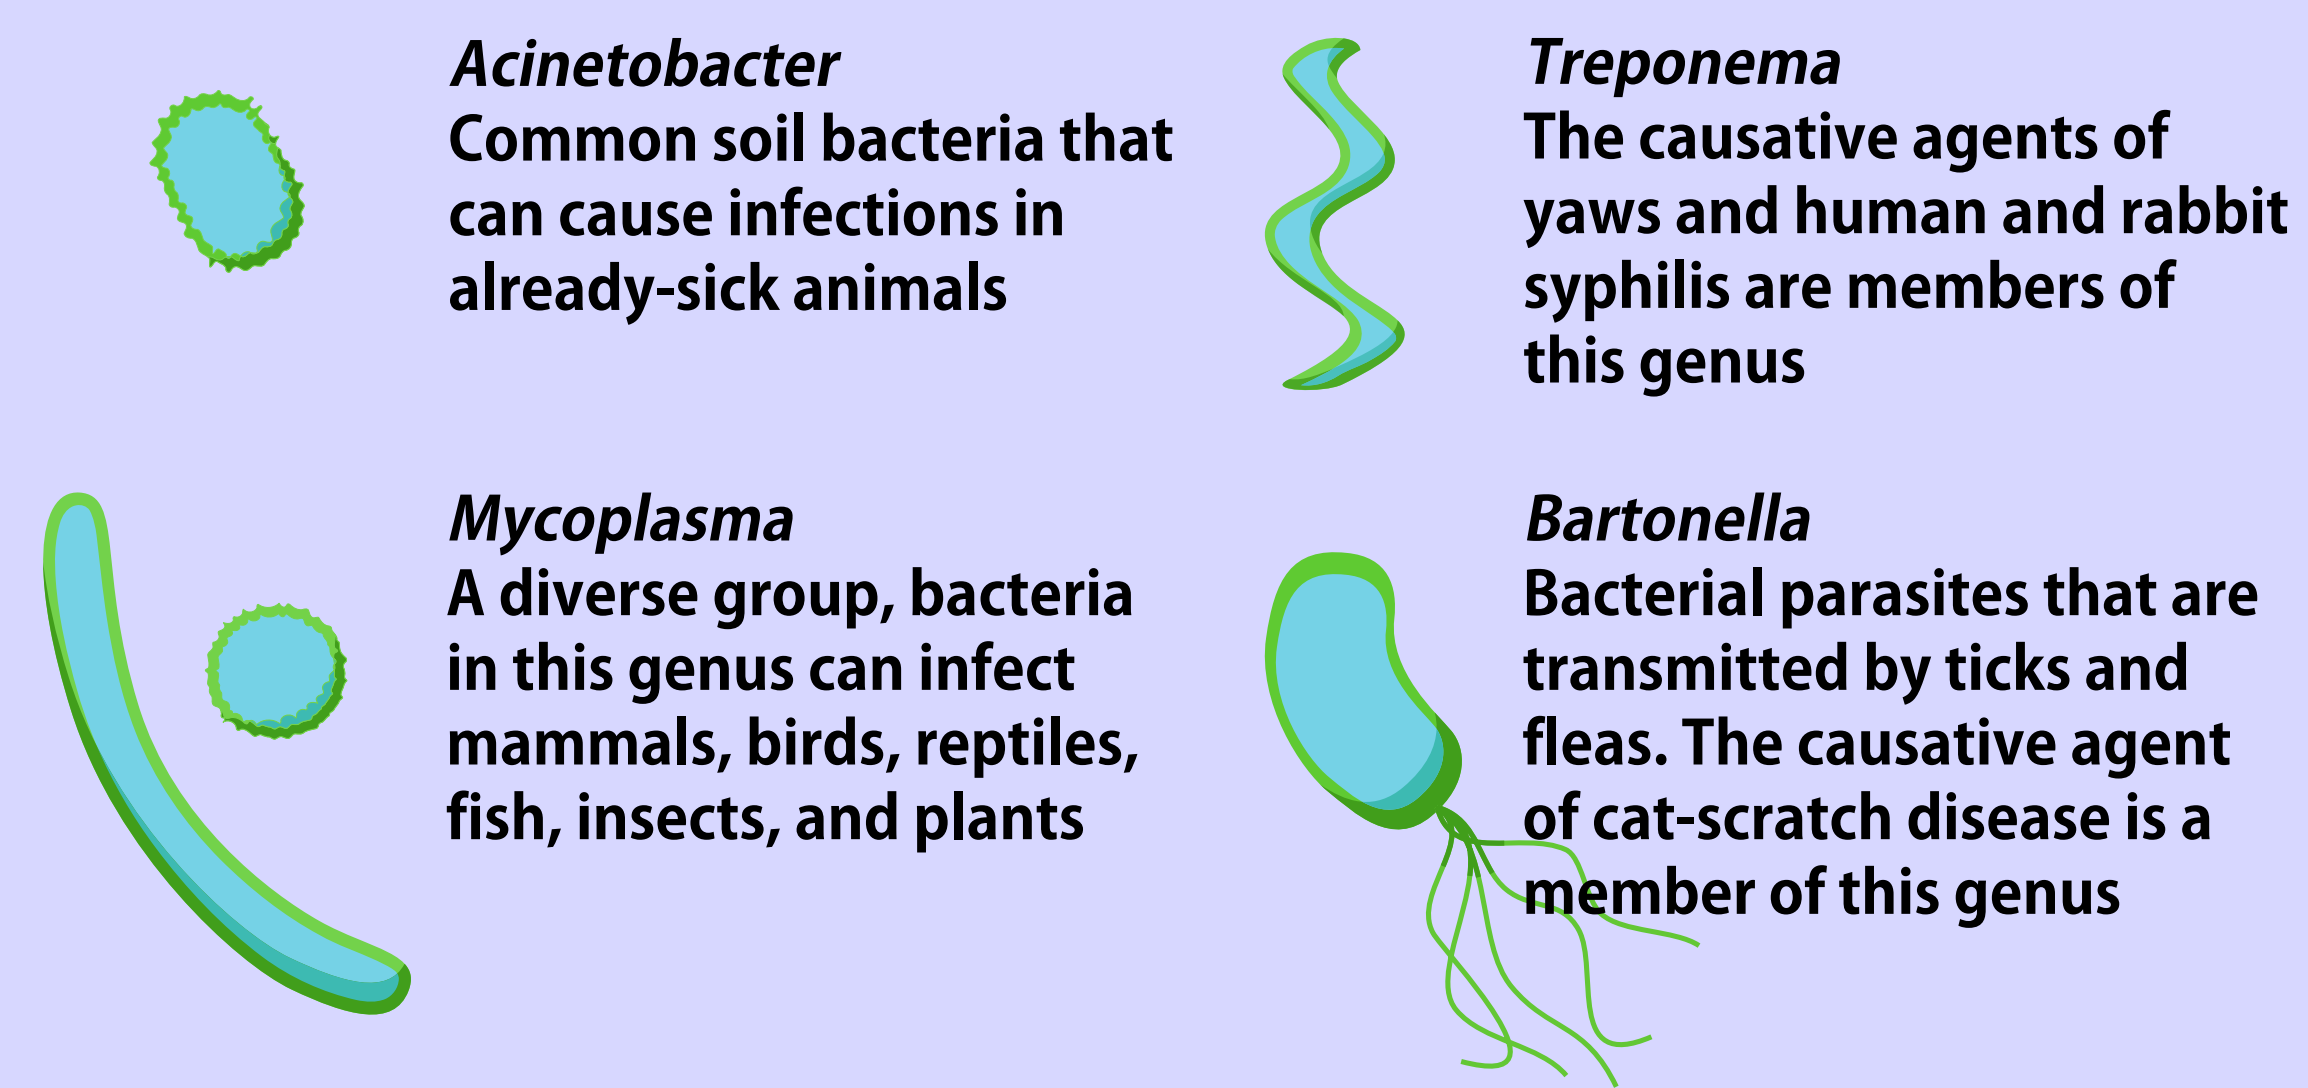 Acinetobacter
Common soil bacteria that
can cause infections in
already-sick animals
Treponema
The causative agents of
yaws and human and rabbit
syphilis are members of
this genus
Mycoplasma
A diverse group, bacteria
in this genus can infect
mammals, birds, reptiles,
fish, insects, and plants
Bartonella
Bacterial parasites that are
transmitted by ticks and
fleas. The causative agent
of cat-scratch disease is a
member of this genus